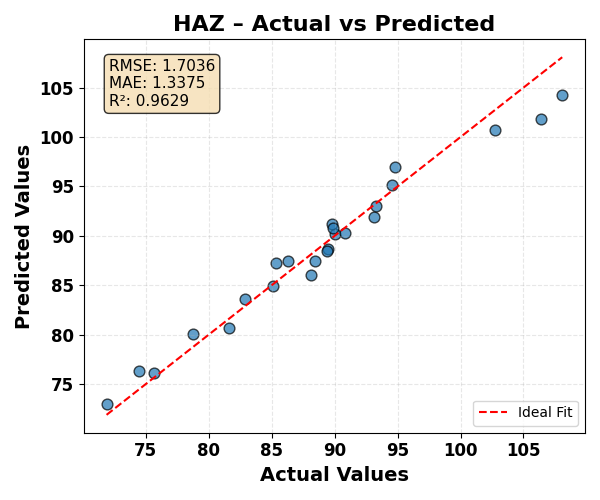 HAZ – Actual vs Predicted
RMSE: 1.7036
MAE: 1.3375
R²: 0.9629
Predicted Values
105
100
95
90
85
80
75
75 80 85 90 95 100 105
Ideal Fit
Actual Values